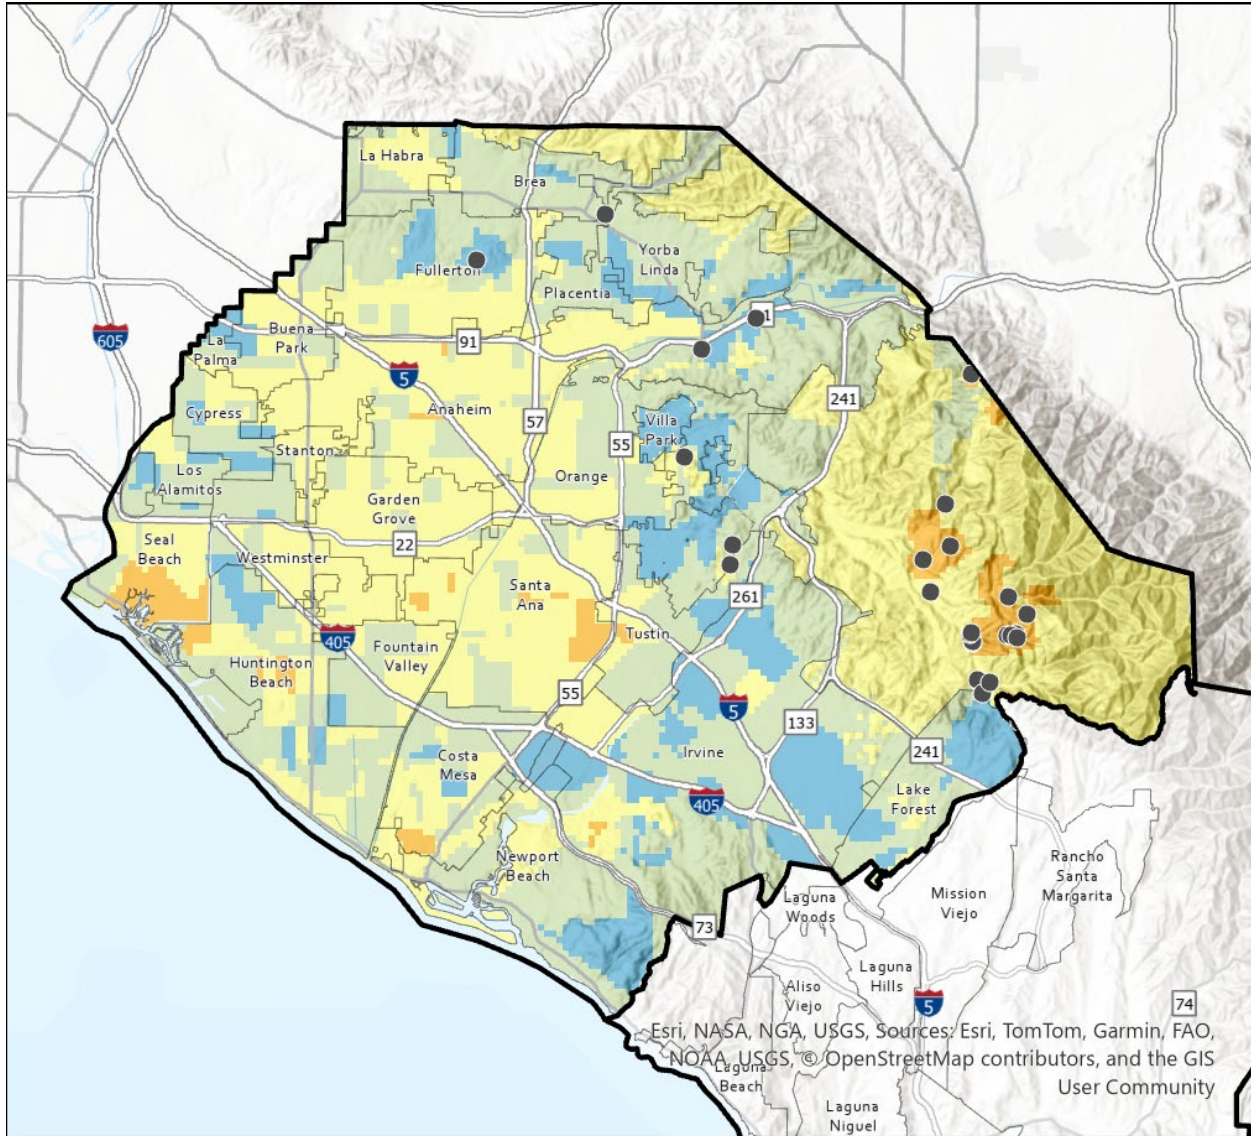 La Habra
Brea
Yorba
Linda
Fullerton
Placentia
605
La
Palma
Buena
Park
91
1
5
Cypress
Anaheim
57
241
55
Villa
Park
Stanton
Los
Alamitos
Orange
Garden
Grove
22
Seal
Beach
Westminster
Santa
Ana
261
405
Tustin
Fountain
Valley
Huntington
Beach
55
5
133
241
Costa
Mesa
Irvine
405
Lake
Forest
Newport
Beach
Rancho
Santa
Margarita
Mission
Viejo
Laguna
Woods
73
Laguna
Hills
Aliso
Viejo
5
74
Esri, NASA, NGA, USGS, Sources: Esri, TomTom, Garmin, FAO,
NOAA, USGS, © OpenStreetMap contributors, and the GIS
User Community
Laguna
Beach
Laguna
Niguel